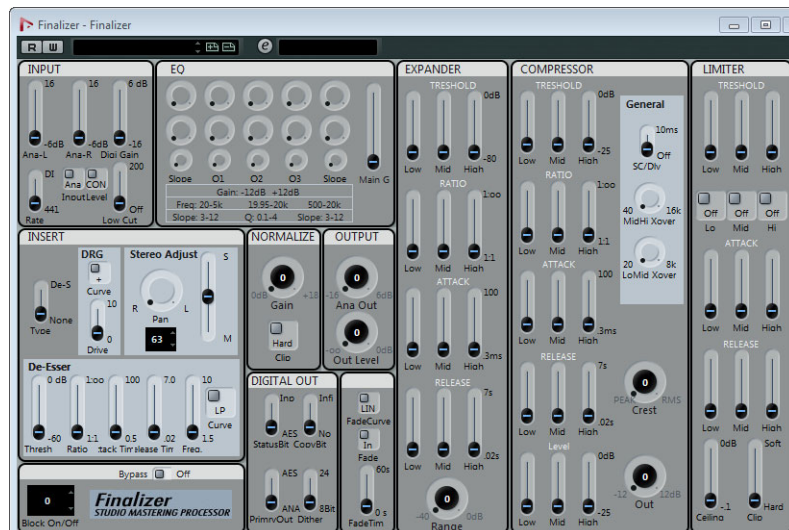 Finalizer - Finalizer
R W e
INPUT
16 16 6 dB
-6dB -6dB -16
Ana-L Ana-R Digi Gain
DI Ana CON 200
InputLevel
441 Off
Rate Low Cut
EQ
Slope Q1 Q2 Q3 Slope Main G
Gain: -12dB +12dB
Freq: 20-5k 19.95-20k 500-20k
Slope: 3-12 Q: 0.1-4 Slope: 3-12
EXPANDER
TRESHOLD
0dB
-80
Low Mid High
RATIO
1:oo
1:1
Low Mid High
ATTACK
100
.3ms
Low Mid High
RELEASE
7s
.02s
Low Mid High
0
-40 0dB
Range
COMPRESSOR
TRESHOLD
0dB
-25
Low Mid High
RATIO
1:oo
1:1
Low Mid High
ATTACK
100
.3ms
Low Mid High
RELEASE
7s
.02s
Low Mid High
Level
0dB
-25
Low Mid High
General
10ms
Off
SC/Dly
40 16k
MidHi Xover
20 8k
LoMid Xover
0
PEAK RMS
Crest
0
-12 12dB
Out
LIMITER
TRESHOLD
Low Mid High
Off Off Off
Lo Mid Hi
ATTACK
Low Mid High
RELEASE
Low Mid High
0dB Soft
-.1 Hard
Ceiling Clip
INSERT
De-S
None
Type
DRG
+
Curve
10
0
Drive
Stereo Adjust
S
R L
Pan
63
M
De-Esser
0 dB 1:oo 100 7.0 10
LP
Curve
-60 1:1 0.5 .02 1.5
Thresh Ratio .tack Tim elease Tim Freq.
NORMALIZE
0
0dB +18
Gain
Hard
Clip
OUTPUT
0
-16 6dB
Ana Out
0
-oo 0dB
Out Level
DIGITAL OUT
Inp Infi
AES No
StatusBit CopyBit
AES 24
ANA 8Bit
PrimryOut Dither
LIN
FadeCurve
In
Fade
60s
0 s
FadeTim
Bypass Off
0
Block On/Off
Finalizer
STUDIO MASTERING PROCESSOR